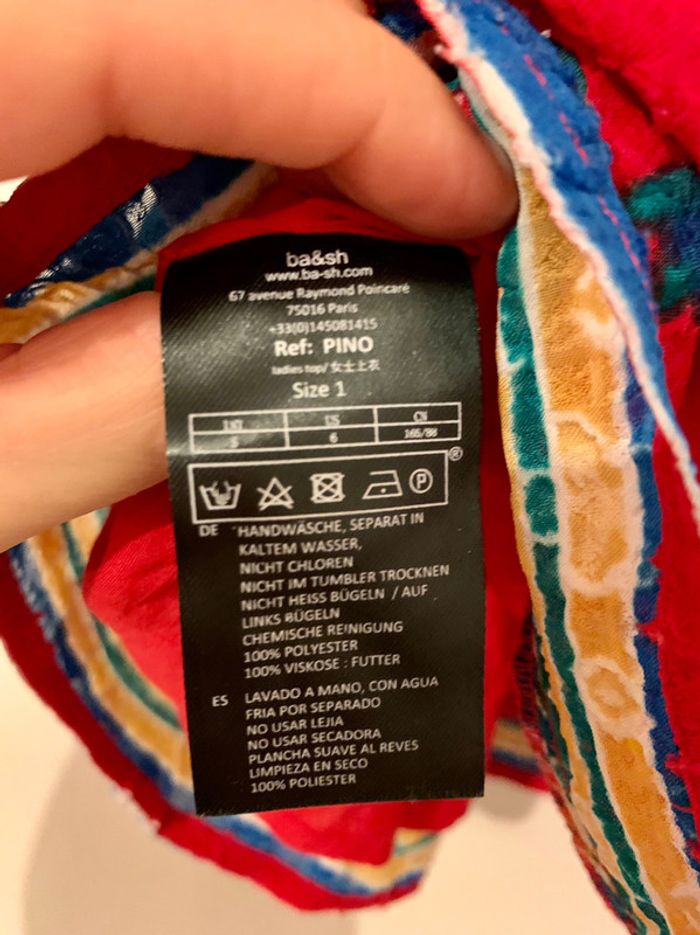 ba&sh
www.ba-sh.com
67 avenue Raymond Poincaré
75016 Paris
+33(0)145081415
Ref: PINO
ladies top/ 女士上衣
Size 1
INT US CN
S 6 165/88
P
®
DE HANDWÄSCHE, SEPARAT IN
KALTEM WASSER,
NICHT CHLOREN
NICHT IM TUMBLER TROCKNEN
NICHT HEISS BÜGELN / AUF
LINKS BÜGELN
CHEMISCHE REINIGUNG
100% POLYESTER
100% VISKOSE : FUTTER
ES LAVADO A MANO, CON AGUA
FRIA POR SEPARADO
NO USAR LEJIA
NO USAR SECADORA
PLANCHA SUAVE AL REVES
LIMPIEZA EN SECO
100% POLIESTER